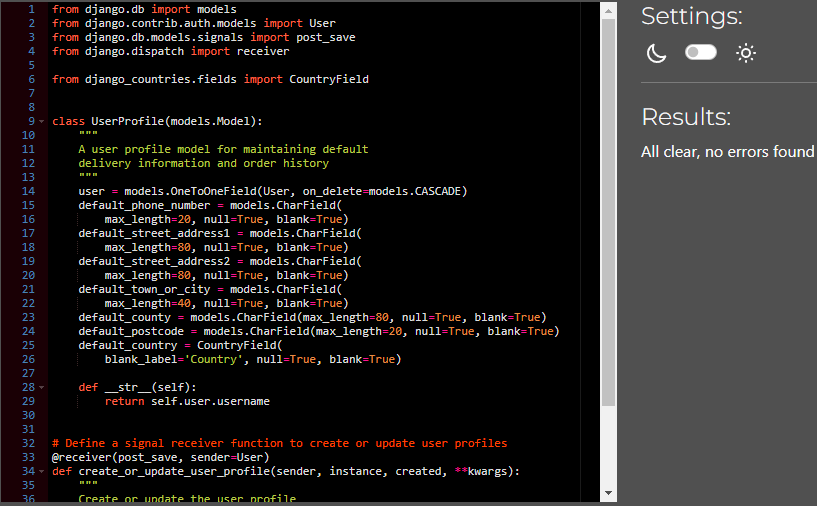 1 from django.db import models
2 from django.contrib.auth.models import User
3 from django.db.models.signals import post_save
4 from django.dispatch import receiver
5
6 from django_countries.fields import CountryField
7
8
9 class UserProfile(models.Model):
10     """
11     A user profile model for maintaining default
12     delivery information and order history
13     """
14     user = models.OneToOneField(User, on_delete=models.CASCADE)
15     default_phone_number = models.CharField(
16         max_length=20, null=True, blank=True)
17     default_street_address1 = models.CharField(
18         max_length=80, null=True, blank=True)
19     default_street_address2 = models.CharField(
20         max_length=80, null=True, blank=True)
21     default_town_or_city = models.CharField(
22         max_length=40, null=True, blank=True)
23     default_county = models.CharField(max_length=80, null=True, blank=True)
24     default_postcode = models.CharField(max_length=20, null=True, blank=True)
25     default_country = CountryField(
26         blank_label='Country', null=True, blank=True)
27
28     def __str__(self):
29         return self.user.username
30
31
32 # Define a signal receiver function to create or update user profiles
33 @receiver(post_save, sender=User)
34 def create_or_update_user_profile(sender, instance, created, **kwargs):
35     """
36     Create or update the user profile
Settings:
Results:
All clear, no errors found